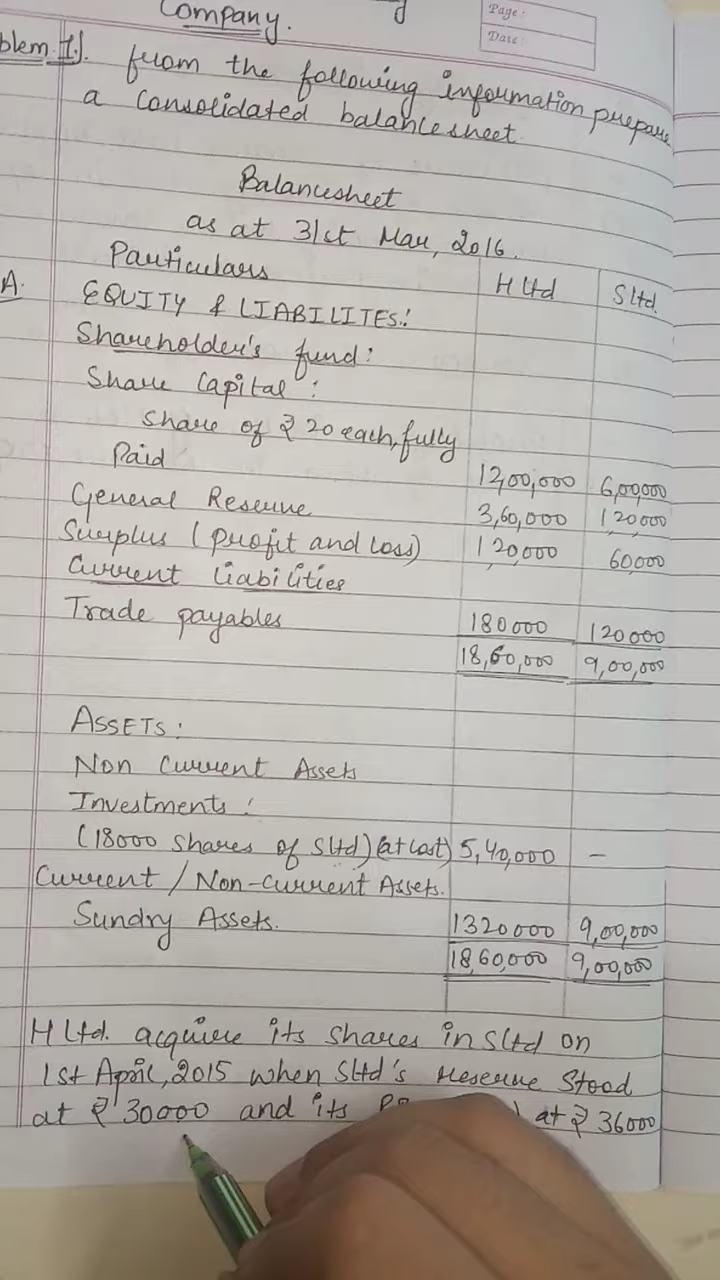 Company.
Page:
Date:
blem 1). from the following information prepare
a consolidated balancesheet.
Balancesheet
as at 31st Mar, 2016.
Particulars H Ltd S Ltd.
A. EQUITY & LIABILITES:
Shareholder's fund:
Share Capital:
Share of ₹ 20 each, fully
Paid 12,00,000 6,00,000
General Reserve 3,60,000 120000
Surplus (profit and loss) 1,20,000 60,000
Current liabilities
Trade payables 180000 120000
18,60,000 9,00,000
ASSETS:
Non Current Assets
Investments:
(18000 shares of S Ltd) (at cost) 5,40,000 –
Current / Non-Current Assets.
Sundry Assets. 1320000 9,00,000
18,60,000 9,00,000
H Ltd. acquire its shares in S Ltd on
1st April, 2015 when S Ltd's reserve stood
at ₹ 30000 and its at ₹ 36000